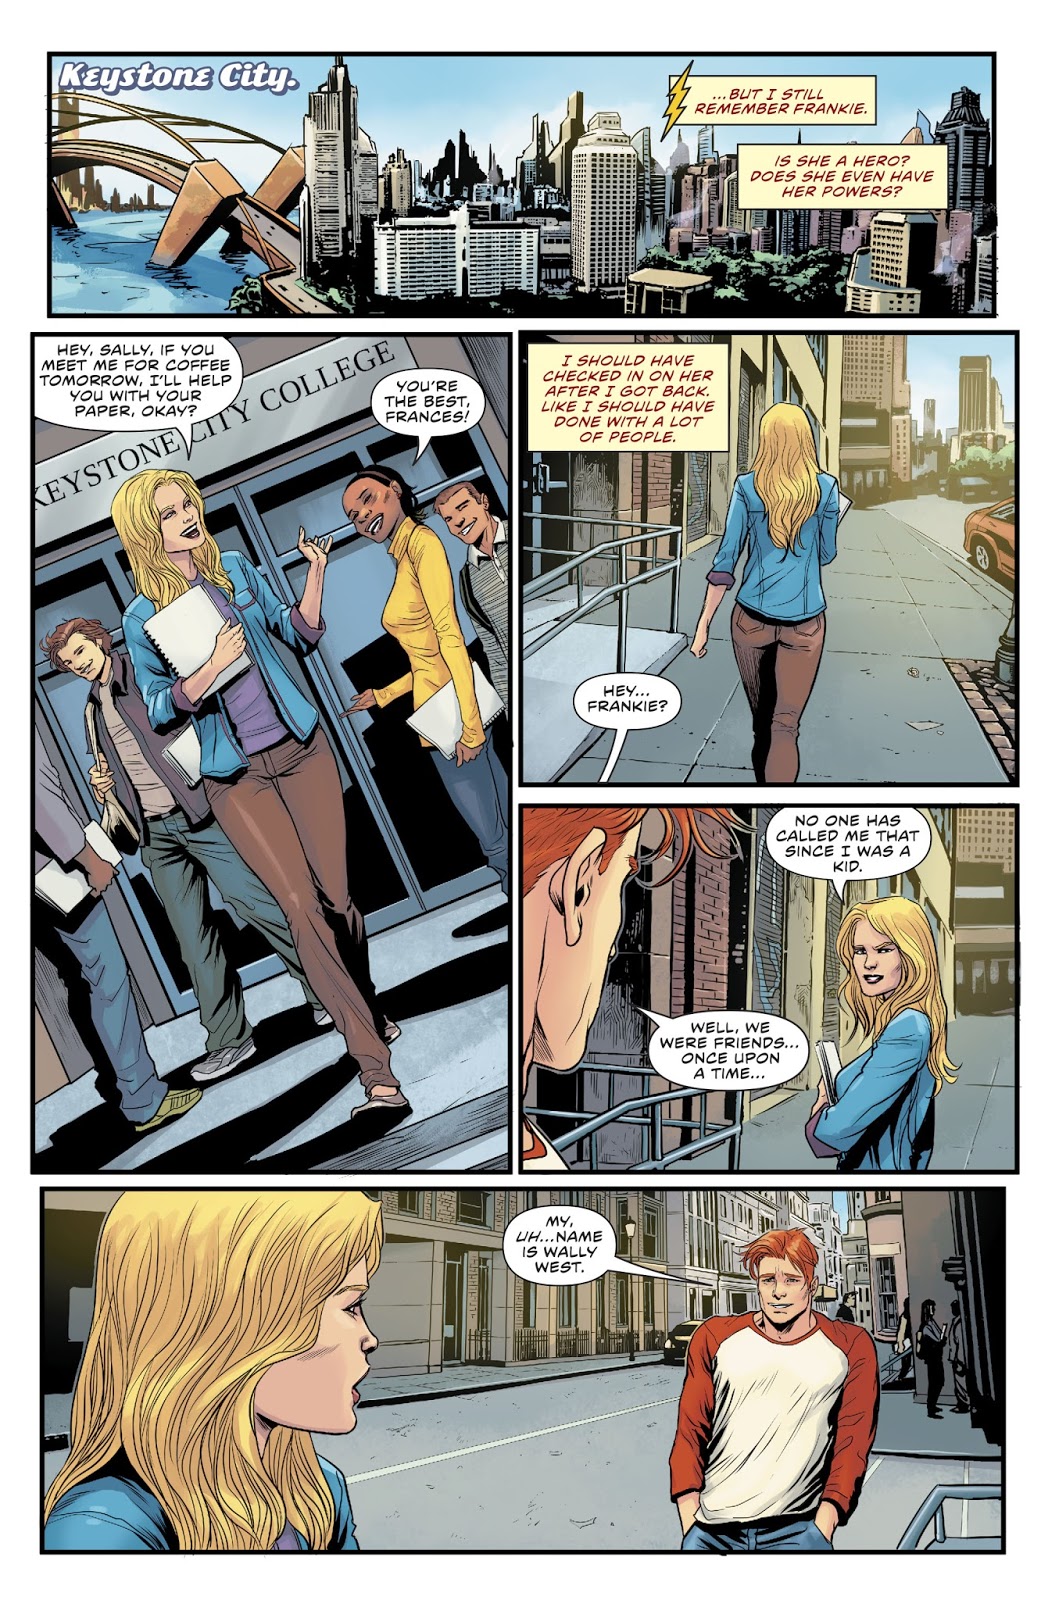 Keystone City.
...BUT I STILL
REMEMBER FRANKIE.
IS SHE A HERO?
DOES SHE EVEN HAVE
HER POWERS?
HEY, SALLY, IF YOU
MEET ME FOR COFFEE
TOMORROW, I'LL HELP
YOU WITH YOUR
PAPER, OKAY?
YOU'RE
THE BEST,
FRANCES!
KEYSTONE CITY COLLEGE
I SHOULD HAVE
CHECKED IN ON HER
AFTER I GOT BACK.
LIKE I SHOULD HAVE
DONE WITH A LOT
OF PEOPLE.
HEY...
FRANKIE?
NO ONE HAS
CALLED ME THAT
SINCE I WAS A
KID.
WELL, WE
WERE FRIENDS...
ONCE UPON
A TIME...
MY,
UH...NAME
IS WALLY
WEST.